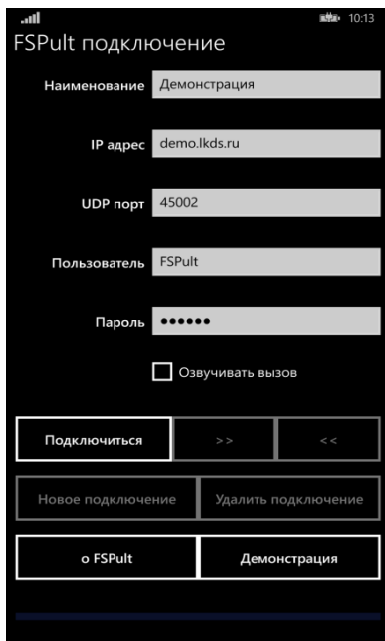 10:13
FSPult подключение
Наименование Демонстрация
IP адрес demo.lkds.ru
UDP порт 45002
Пользователь FSPult
Пароль ••••••
Озвучивать вызов
Подключиться >> <<
Новое подключение Удалить подключение
о FSPult Демонстрация